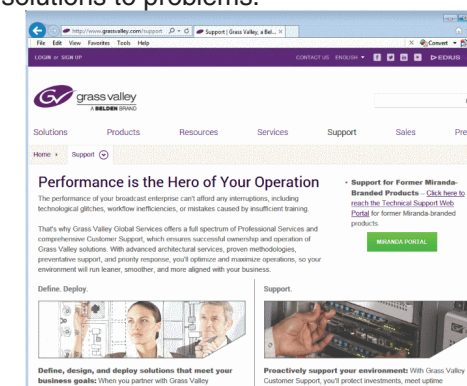 solutions to problems.
http://www.grassvalley.com/support
Support | Grass Valley, a Bel...
File Edit View Favorites Tools Help
Convert
LOGIN or SIGN UP
CONTACT US ENGLISH
EDIUS
GV grass valley
A BELDEN BRAND
Solutions Products Resources Services Support Sales Pre
Home › Support
Performance is the Hero of Your Operation
The performance of your broadcast enterprise can't afford any interruptions, including
technological glitches, workflow inefficiencies, or mistakes caused by insufficient training.
That's why Grass Valley Global Services offers a full spectrum of Professional Services and
comprehensive Customer Support, which ensures successful ownership and operation of
Grass Valley solutions. With advanced architectural services, proven methodologies,
preventative support, and priority response, you'll optimize and maximize operations, so your
environment will run leaner, smoother, and more aligned with your business.
• Support for Former Miranda-
Branded Products – Click here to
reach the Technical Support Web
Portal for former Miranda-branded
products.
MIRANDA PORTAL
Define. Deploy.
Support.
Define, design, and deploy solutions that meet your
business goals: When you partner with Grass Valley
Proactively support your environment: With Grass Valley
Customer Support, you'll protect investments, meet uptime